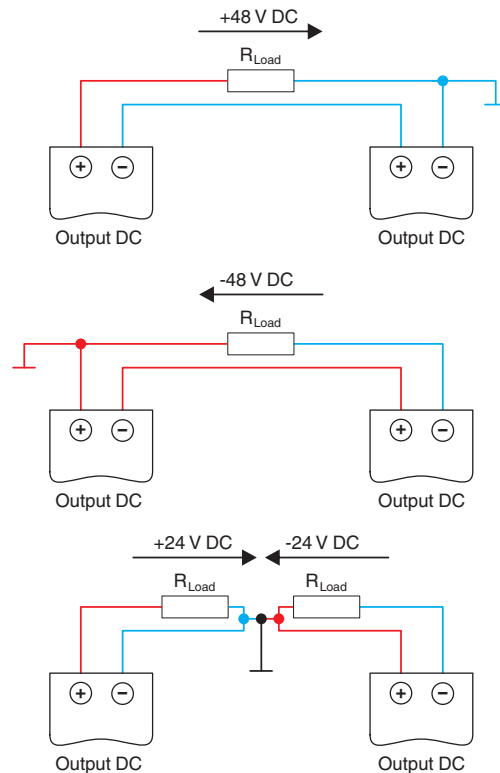 +48 V DC
RLoad
+ − + −
Output DC Output DC
-48 V DC
RLoad
+ − + −
Output DC Output DC
+24 V DC -24 V DC
RLoad RLoad
+ − + −
Output DC Output DC